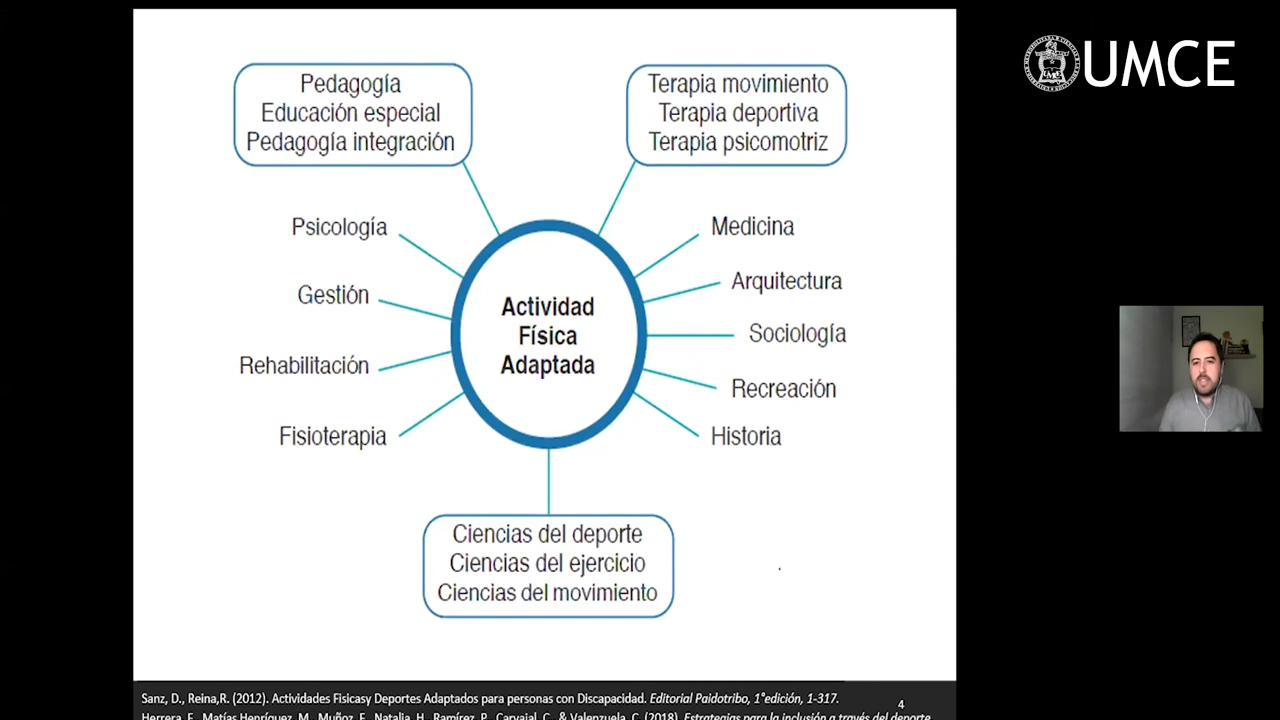 UMCE
Pedagogía
Educación especial
Pedagogía integración
Terapia movimiento
Terapia deportiva
Terapia psicomotriz
Psicología
Gestión
Rehabilitación
Fisioterapia
Actividad
Física
Adaptada
Medicina
Arquitectura
Sociología
Recreación
Historia
Ciencias del deporte
Ciencias del ejercicio
Ciencias del movimiento
Sanz, D., Reina,R. (2012). Actividades Fisicasy Deportes Adaptados para personas con Discapacidad. Editorial Paidotribo, 1°edición, 1-317.
4
Herrera, F., Matías Henríquez, M., Muñoz, F., Natalia, H., Ramírez, P., Carvajal, C., & Valenzuela, C. (2018). Estrategias para la inclusión a través del deporte